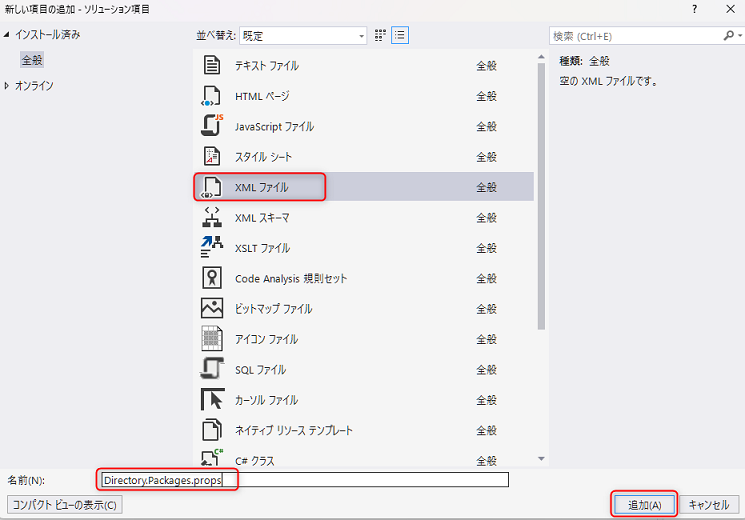 新しい項目の追加 - ソリューション項目
? ×
インストール済み
全般
オンライン
並べ替え: 既定
検索 (Ctrl+E)
テキスト ファイル 全般
HTML ページ 全般
JavaScript ファイル 全般
スタイル シート 全般
XML ファイル 全般
XML スキーマ 全般
XSLT ファイル 全般
Code Analysis 規則セット 全般
ビットマップ ファイル 全般
アイコン ファイル 全般
SQL ファイル 全般
カーソル ファイル 全般
ネイティブ リソース テンプレート 全般
C# クラス 全般
種類: 全般
空の XML ファイルです。
名前(N): Directory.Packages.props
コンパクト ビューの表示(C)
追加(A)
キャンセル